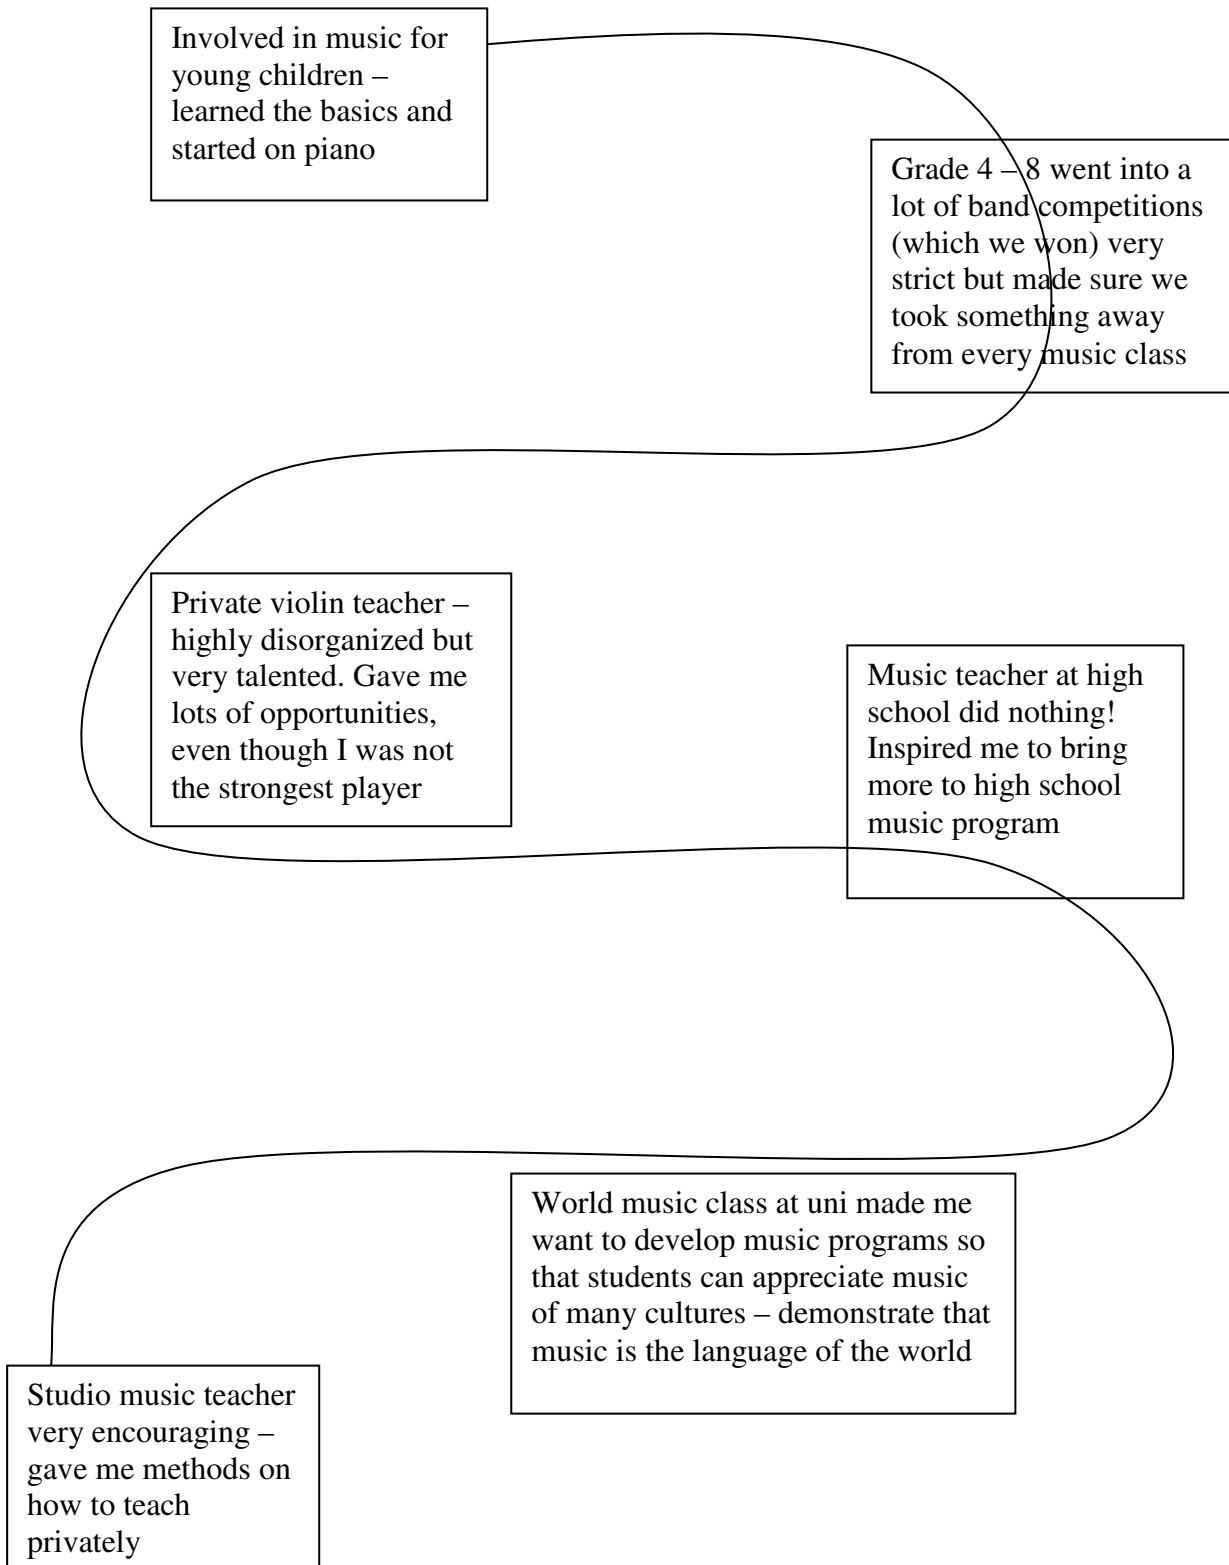 Involved in music for
young children –
learned the basics and
started on piano
Grade 4 – 8 went into a
lot of band competitions
(which we won) very
strict but made sure we
took something away
from every music class
Private violin teacher –
highly disorganized but
very talented. Gave me
lots of opportunities,
even though I was not
the strongest player
Music teacher at high
school did nothing!
Inspired me to bring
more to high school
music program
World music class at uni made me
want to develop music programs so
that students can appreciate music
of many cultures – demonstrate that
music is the language of the world
Studio music teacher
very encouraging –
gave me methods on
how to teach
privately